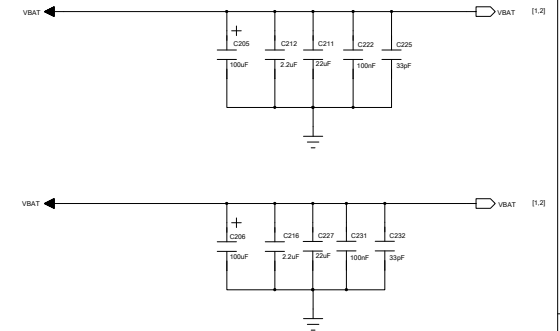 VBAT VBAT [1,2]
+
C205 C212 C211 C222 C225
100uF 2.2uF 22uF 100nF 33pF
VBAT VBAT [1,2]
+
C206 C216 C227 C231 C232
100uF 2.2uF 22uF 100nF 33pF